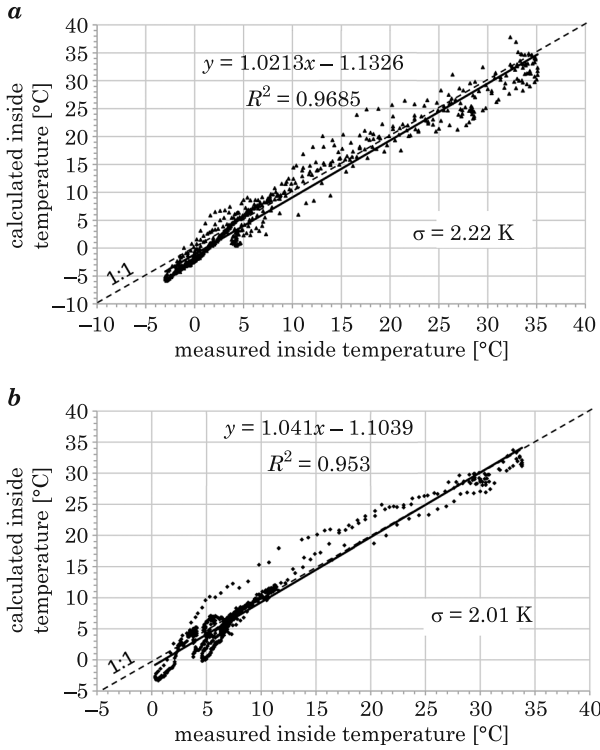 a
calculated inside
temperature [°C]
40
35
30
25
20
15
10
5
0
–5
–10
y = 1.0213x – 1.1326
R² = 0.9685
σ = 2.22 K
1:1
–10 –5 0 5 10 15 20 25 30 35 40
measured inside temperature [°C]
b
calculated inside
temperature [°C]
40
35
30
25
20
15
10
5
0
–5
y = 1.041x – 1.1039
R² = 0.953
σ = 2.01 K
1:1
–5 0 5 10 15 20 25 30 35 40
measured inside temperature [°C]